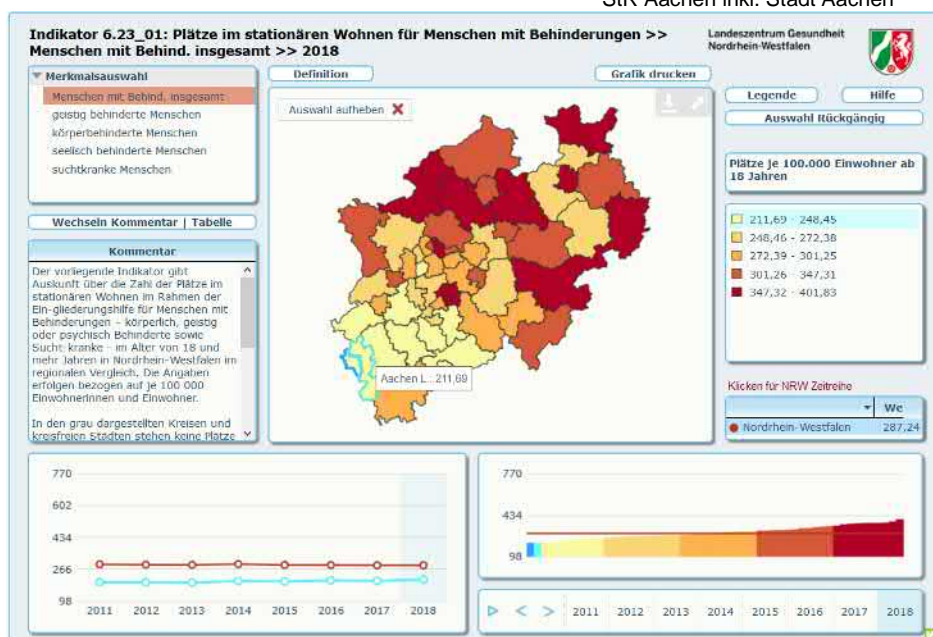 StR Aachen inkl. Stadt Aachen
Indikator 6.23_01: Plätze im stationären Wohnen für Menschen mit Behinderungen >>
Menschen mit Behind. insgesamt >> 2018
Landeszentrum Gesundheit
Nordrhein-Westfalen
Merkmalsauswahl
Menschen mit Behind. insgesamt
geistig behinderte Menschen
körperbehinderte Menschen
seelisch behinderte Menschen
suchtkranke Menschen
Wechseln Kommentar | Tabelle
Kommentar
Der vorliegende Indikator gibt
Auskunft über die Zahl der Plätze im
stationären Wohnen im Rahmen der
Ein-gliederungshilfe für Menschen mit
Behinderungen – körperlich, geistig
oder psychisch Behinderte sowie
Sucht-kranke – im Alter von 18 und
mehr Jahren in Nordrhein-Westfalen im
regionalen Vergleich. Die Angaben
erfolgen bezogen auf je 100 000
Einwohnerinnen und Einwohner.
In den grau dargestellten Kreisen und
kreisfreien Städten stehen keine Plätze
Definition
Grafik drucken
Auswahl aufheben
Aachen L.. 211,69
Legende
Hilfe
Auswahl Rückgängig
Plätze je 100.000 Einwohner ab
18 Jahren
211,69 - 248,45
248,46 - 272,38
272,39 - 301,25
301,26 - 347,31
347,32 - 401,83
Klicken für NRW Zeitreihe
We
Nordrhein-Westfalen 287,24
770
602
434
266
98
2011 2012 2013 2014 2015 2016 2017 2018
770
434
98
2011 2012 2013 2014 2015 2016 2017 2018